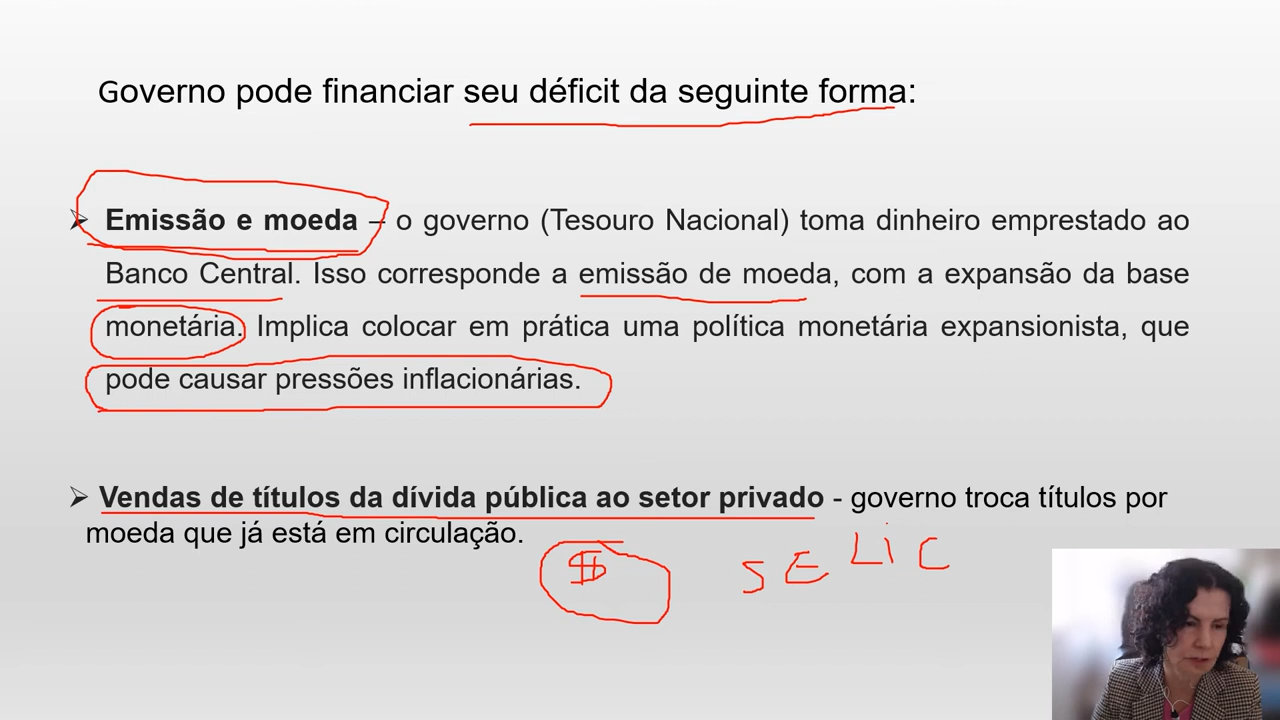 Governo pode financiar seu déficit da seguinte forma:
Emissão e moeda – o governo (Tesouro Nacional) toma dinheiro emprestado ao
Banco Central. Isso corresponde a emissão de moeda, com a expansão da base
monetária. Implica colocar em prática uma política monetária expansionista, que
pode causar pressões inflacionárias.
Vendas de títulos da dívida pública ao setor privado - governo troca títulos por
moeda que já está em circulação.
$ SELIC